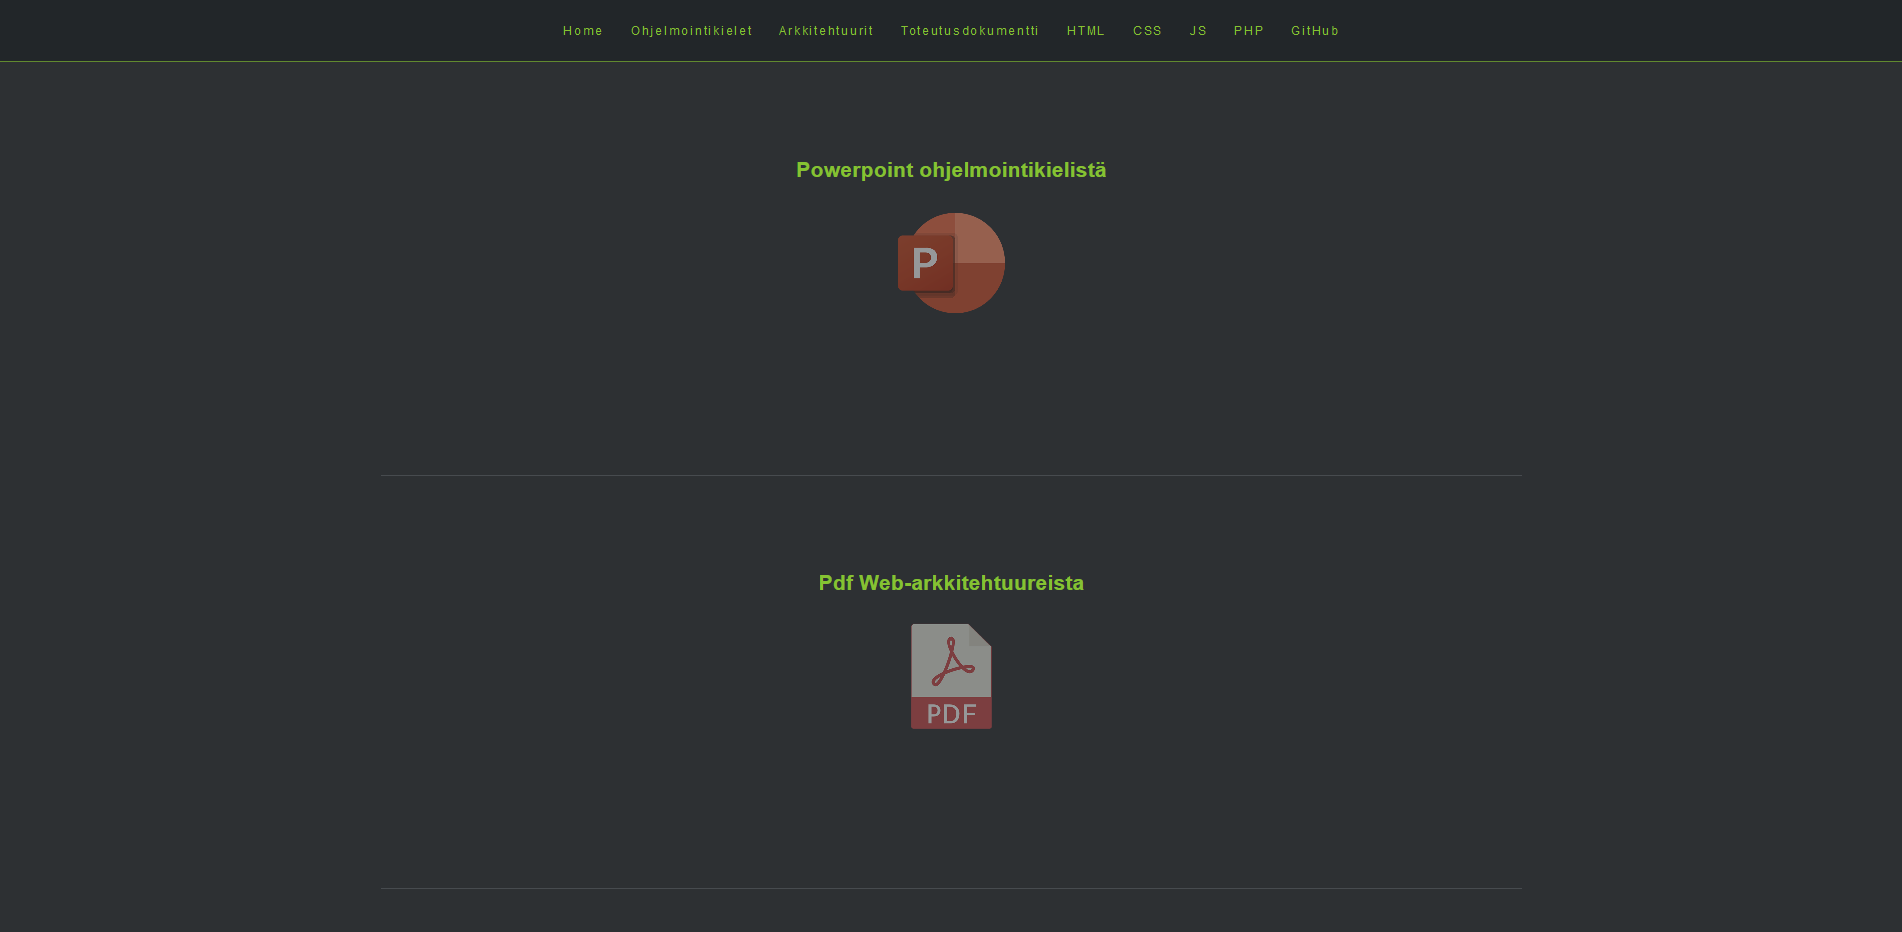 Home Ohjelmointikielet Arkkitehtuurit Toteutusdokumentti HTML CSS JS PHP GitHub
Powerpoint ohjelmointikielistä
P
Pdf Web-arkkitehtuureista
PDF